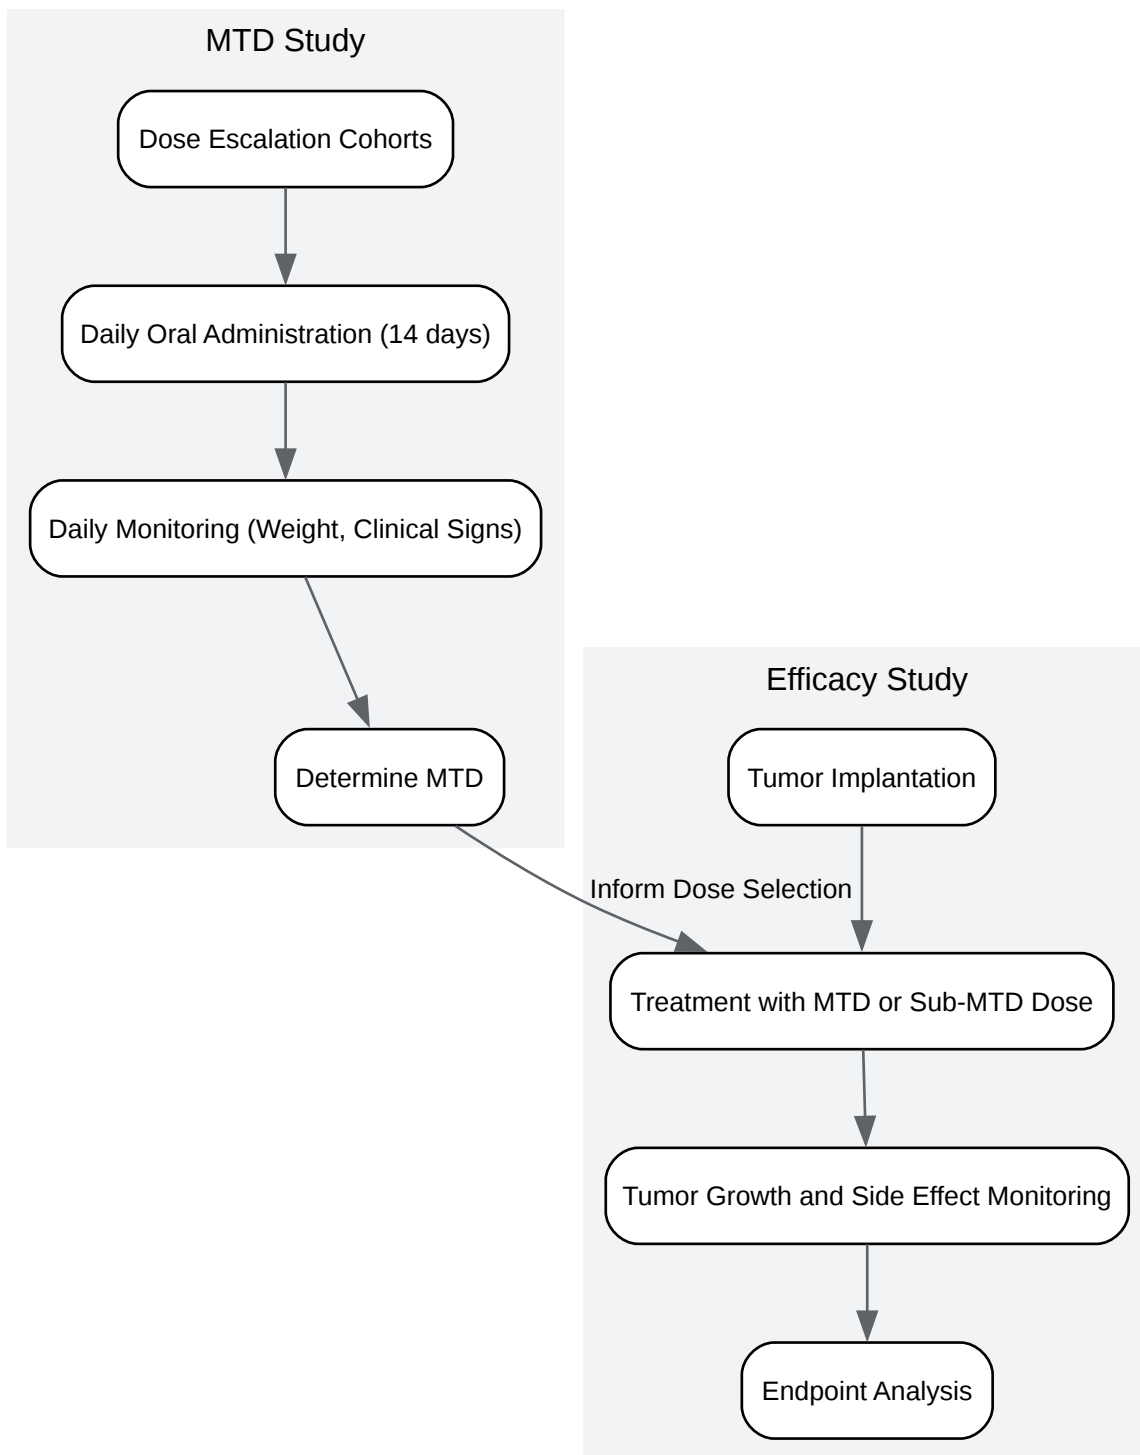 MTD Study
Dose Escalation Cohorts
Daily Oral Administration (14 days)
Daily Monitoring (Weight, Clinical Signs)
Determine MTD
Efficacy Study
Tumor Implantation
Inform Dose Selection
Treatment with MTD or Sub-MTD Dose
Tumor Growth and Side Effect Monitoring
Endpoint Analysis